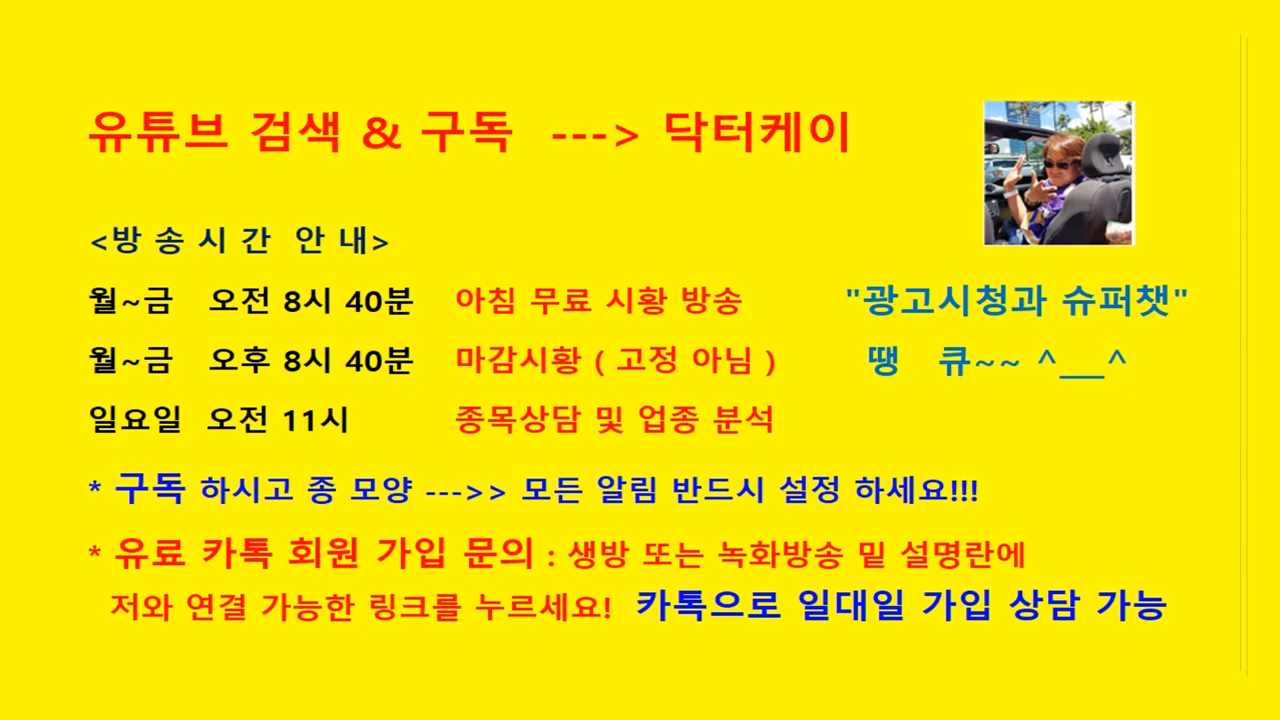 유튜브 검색 & 구독 ---> 닥터케이
<방 송 시 간 안 내>
월~금 오전 8시 40분 아침 무료 시황 방송 "광고시청과 슈퍼챗"
월~금 오후 8시 40분 마감시황 ( 고정 아님 ) 땡 큐~~ ^__^
일요일 오전 11시 종목상담 및 업종 분석
* 구독 하시고 종 모양 --->> 모든 알림 반드시 설정 하세요!!!
* 유료 카톡 회원 가입 문의 : 생방 또는 녹화방송 밑 설명란에
저와 연결 가능한 링크를 누르세요! 카톡으로 일대일 가입 상담 가능